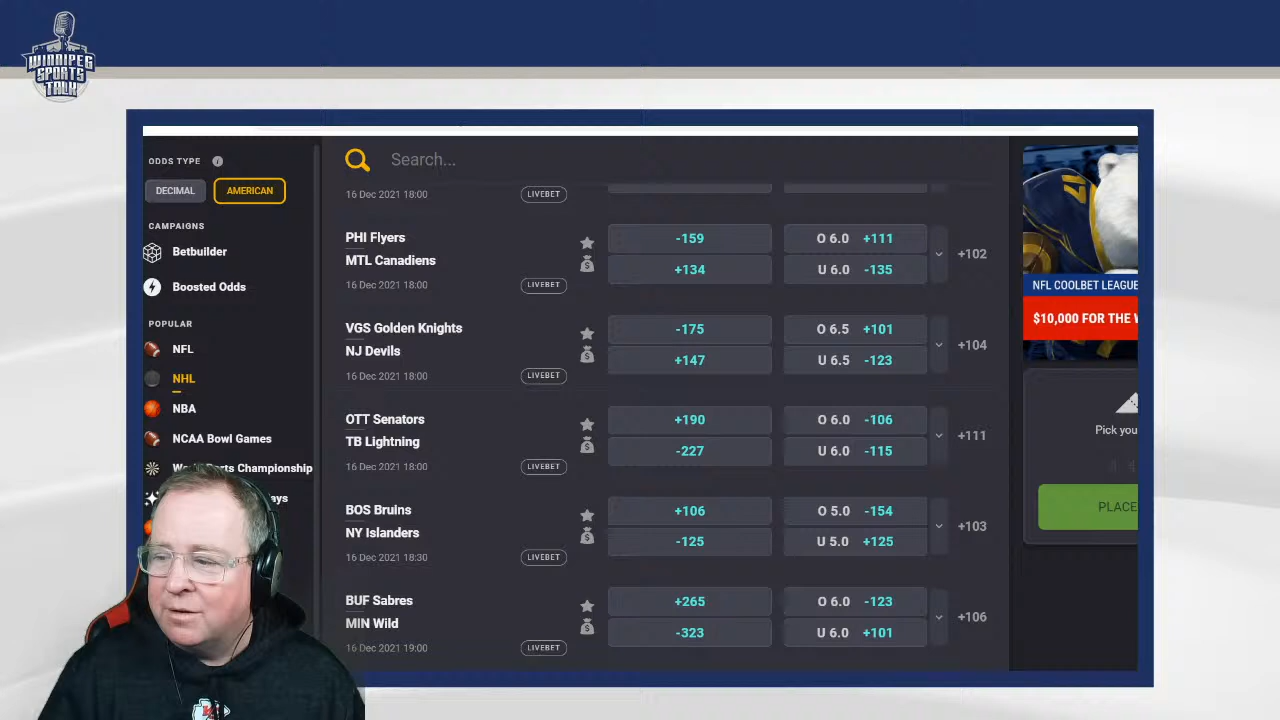 WINNIPEG
SPORTS
TALK
ODDS TYPE i
DECIMAL AMERICAN
CAMPAIGNS
Betbuilder
Boosted Odds
POPULAR
NFL
NHL
NBA
NCAA Bowl Games
Championship
Search...
16 Dec 2021 18:00 LIVEBET
PHI Flyers -159 O 6.0 +111
MTL Canadiens +134 U 6.0 -135 +102
16 Dec 2021 18:00 LIVEBET
VGS Golden Knights -175 O 6.5 +101
NJ Devils +147 U 6.5 -123 +104
16 Dec 2021 18:00 LIVEBET
OTT Senators +190 O 6.0 -106
TB Lightning -227 U 6.0 -115 +111
16 Dec 2021 18:00 LIVEBET
BOS Bruins +106 O 5.0 -154
NY Islanders -125 U 5.0 +125 +103
16 Dec 2021 18:30 LIVEBET
BUF Sabres +265 O 6.0 -123
MIN Wild -323 U 6.0 +101 +106
16 Dec 2021 19:00 LIVEBET
NFL COOLBET LEAGUE
$10,000 FOR THE
Pick you
PLACE